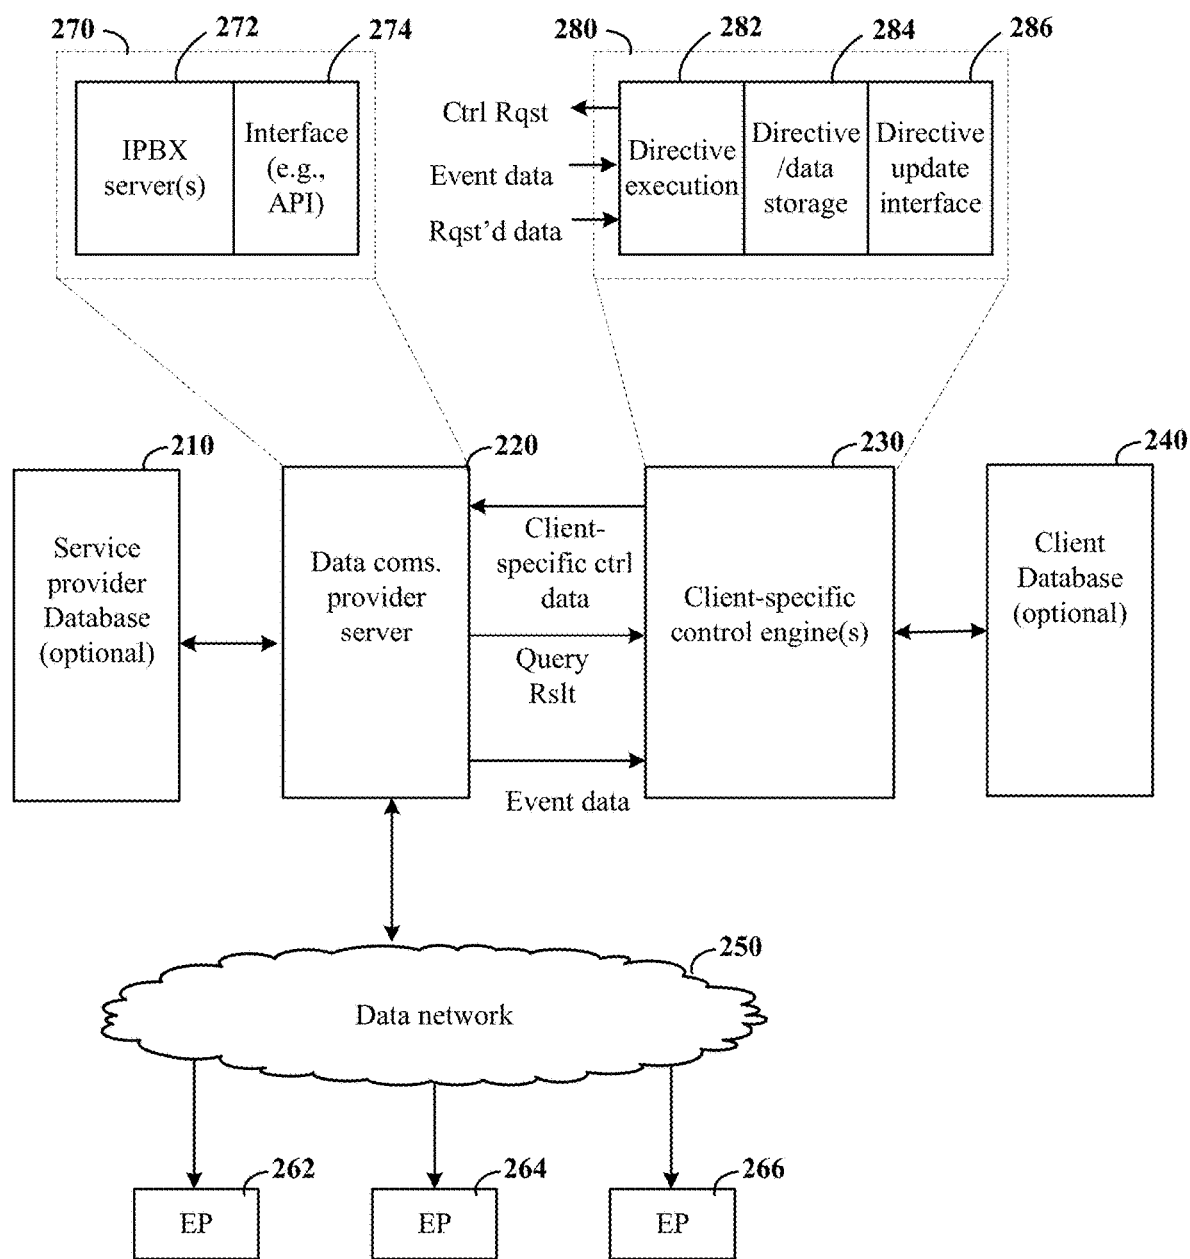 270
272
274
280
282
284
286
IPBX
server(s)
Interface
(e.g.,
API)
Ctrl Rqst
Event data
Rqst'd data
Directive
execution
Directive
/data
storage
Directive
update
interface
210
220
230
240
Service
provider
Database
(optional)
Data coms.
provider
server
Client-
specific ctrl
data
Query
Rslt
Event data
Client-specific
control engine(s)
Client
Database
(optional)
250
Data network
262
264
266
EP
EP
EP